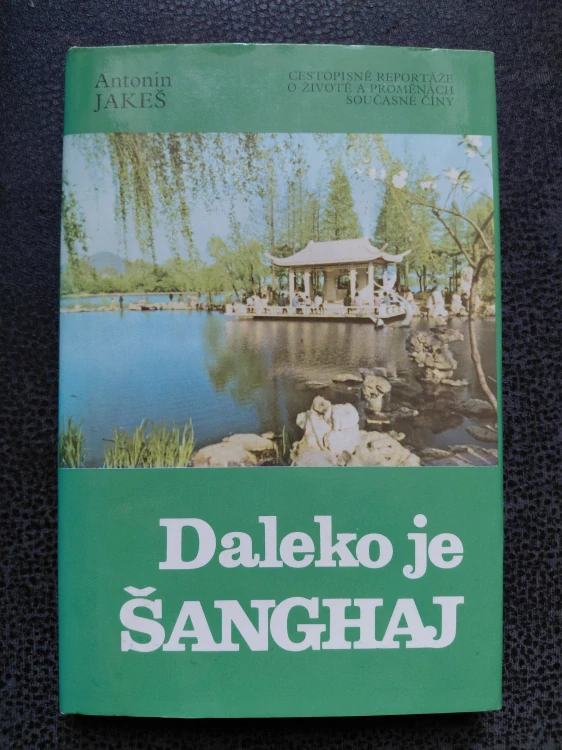 Antonín
JAKEŠ
CESTOPISNÉ REPORTÁŽE
O ŽIVOTĚ A PROMĚNÁCH
SOUČASNÉ ČÍNY
Daleko je
ŠANGHAJ